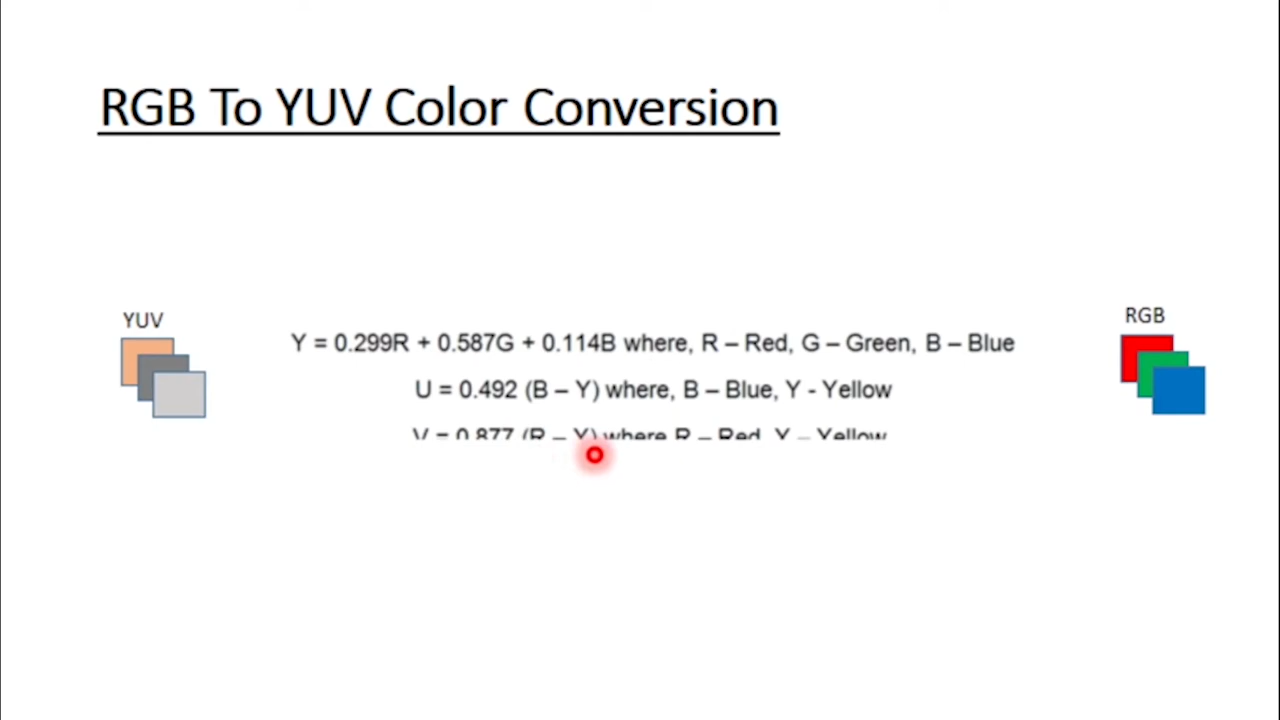 RGB To YUV Color Conversion
YUV
RGB
Y = 0.299R + 0.587G + 0.114B where, R – Red, G – Green, B – Blue
U = 0.492 (B – Y) where, B – Blue, Y - Yellow
V = 0.877 (R – Y) where R – Red, Y – Yellow